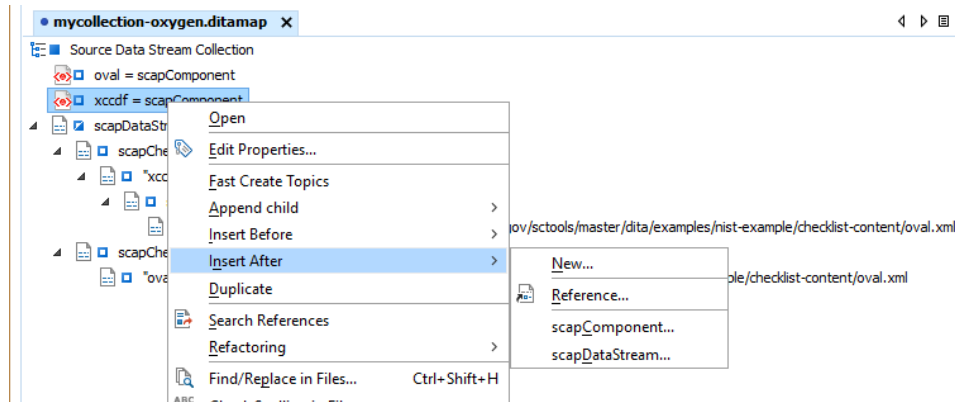 mycollection-oxygen.ditamap
Source Data Stream Collection
oval = scapComponent
xccdf = scapComponent
scapDataStr
scapChe
"xcc
gov/sctools/master/dita/examples/nist-example/checklist-content/oval.xml
scapChe
"ova
ple/checklist-content/oval.xml
Open
Edit Properties...
Fast Create Topics
Append child
Insert Before
Insert After
Duplicate
Search References
Refactoring
Find/Replace in Files... Ctrl+Shift+H
New...
Reference...
scapComponent...
scapDataStream...